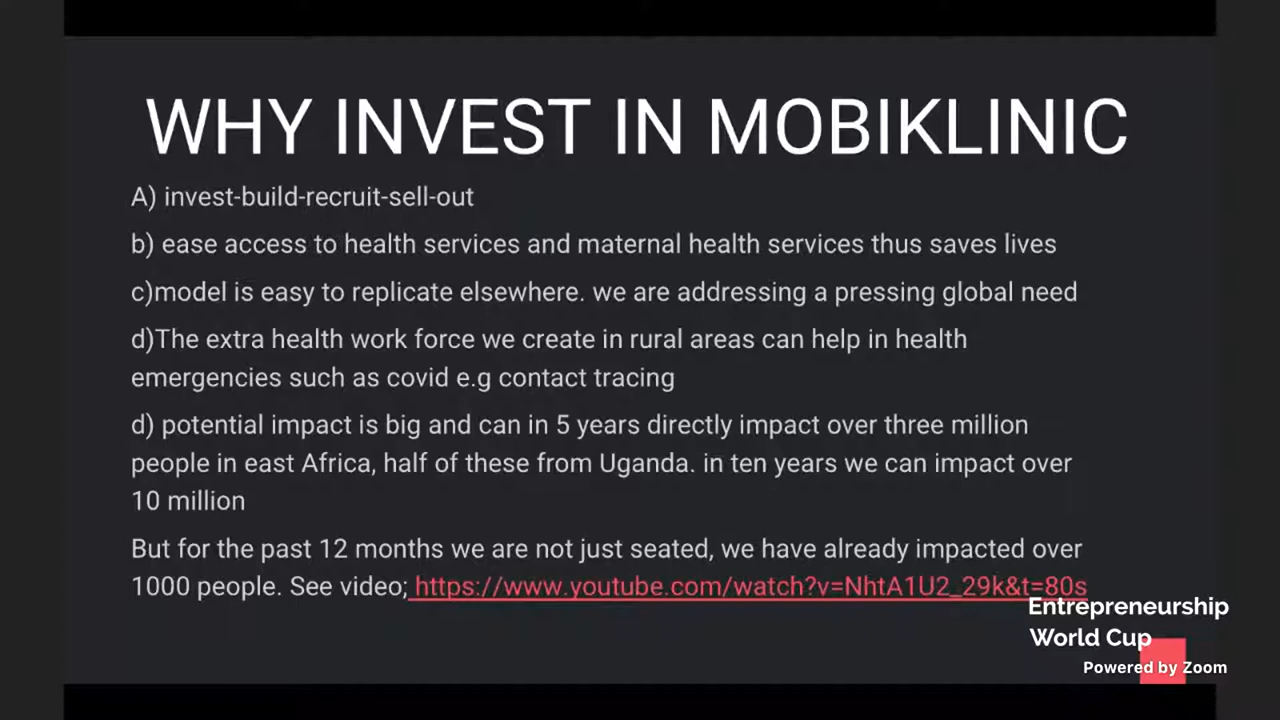 WHY INVEST IN MOBIKLINIC
A) invest-build-recruit-sell-out
b) ease access to health services and maternal health services thus saves lives
c)model is easy to replicate elsewhere. we are addressing a pressing global need
d)The extra health work force we create in rural areas can help in health
emergencies such as covid e.g contact tracing
d) potential impact is big and can in 5 years directly impact over three million
people in east Africa, half of these from Uganda. in ten years we can impact over
10 million
But for the past 12 months we are not just seated, we have already impacted over
1000 people. See video; https://www.youtube.com/watch?v=NhtA1U2_29k&t=80s
Entrepreneurship
World Cup
Powered by Zoom